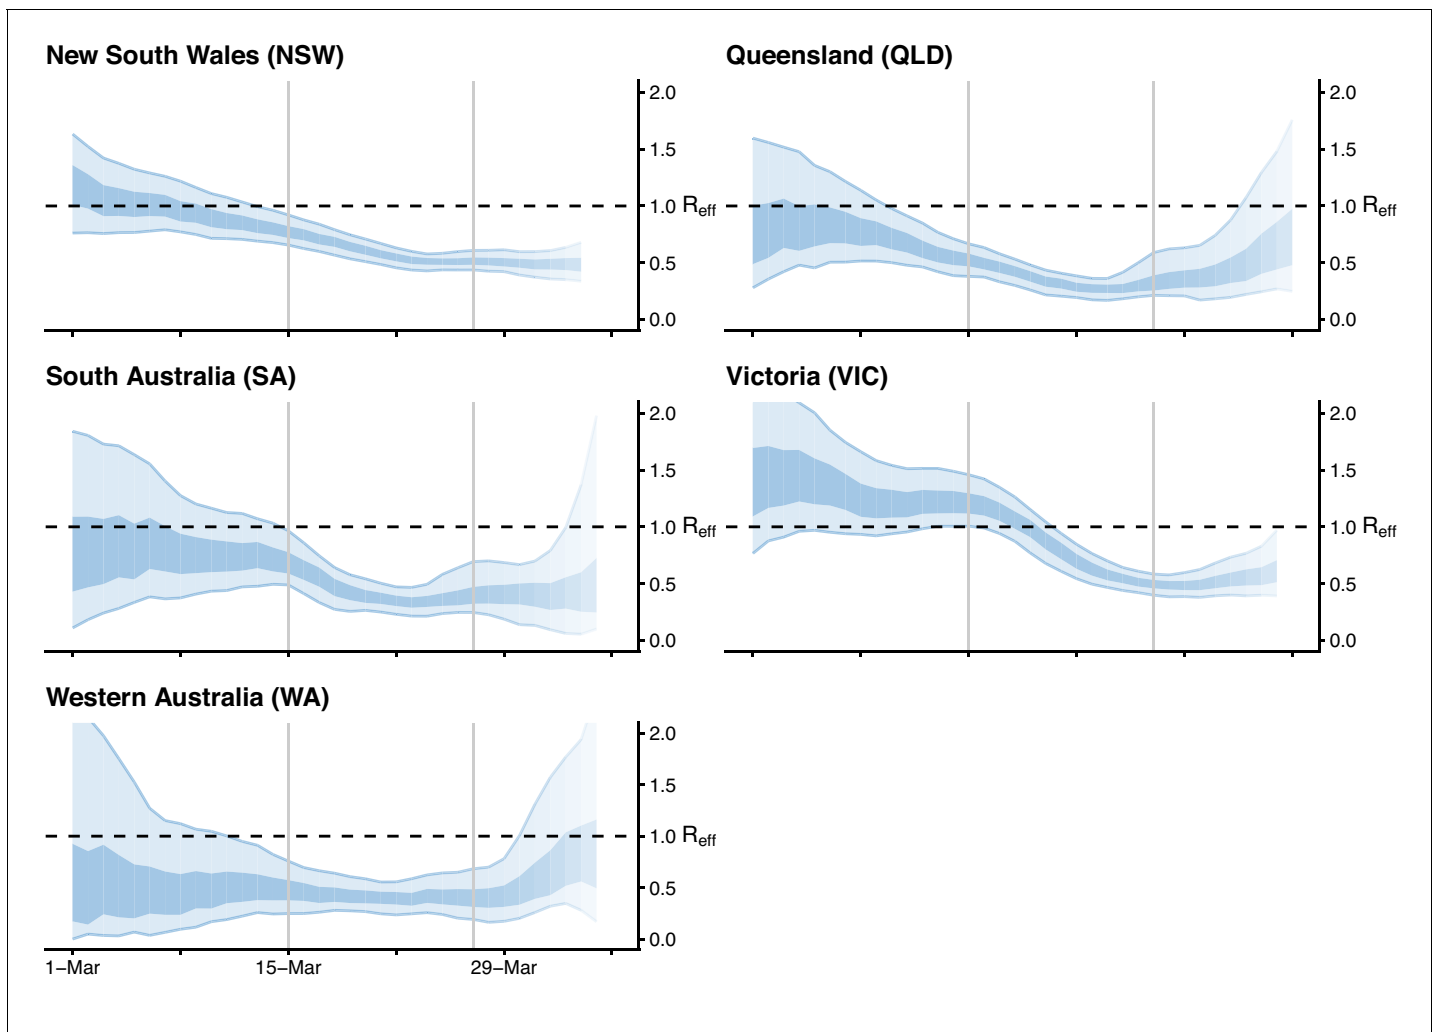 New South Wales (NSW)
2.0
1.5
1.0 Reff
0.5
0.0
Queensland (QLD)
2.0
1.5
1.0 Reff
0.5
0.0
South Australia (SA)
2.0
1.5
1.0 Reff
0.5
0.0
Victoria (VIC)
2.0
1.5
1.0 Reff
0.5
0.0
Western Australia (WA)
2.0
1.5
1.0 Reff
0.5
0.0
1–Mar 15–Mar 29–Mar